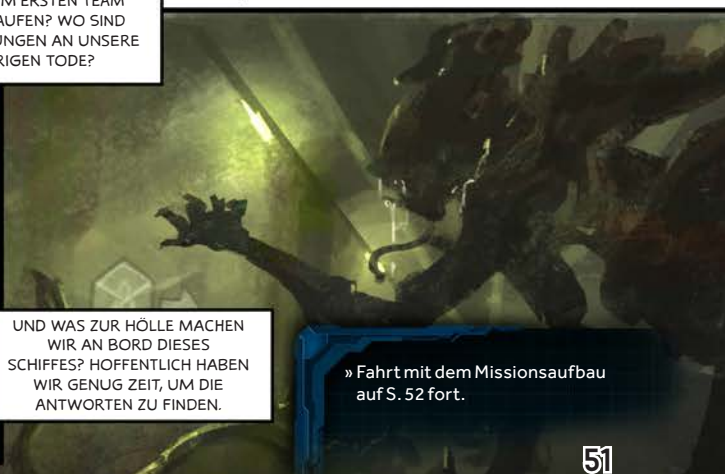 M ERSTEN TEAM
AUFEN? WO SIND
UNGEN AN UNSERE
RIGEN TODE?
UND WAS ZUR HÖLLE MACHEN
WIR AN BORD DIESES
SCHIFFES? HOFFENTLICH HABEN
WIR GENUG ZEIT, UM DIE
ANTWORTEN ZU FINDEN.
» Fahrt mit dem Missionsaufbau
auf S. 52 fort.
51